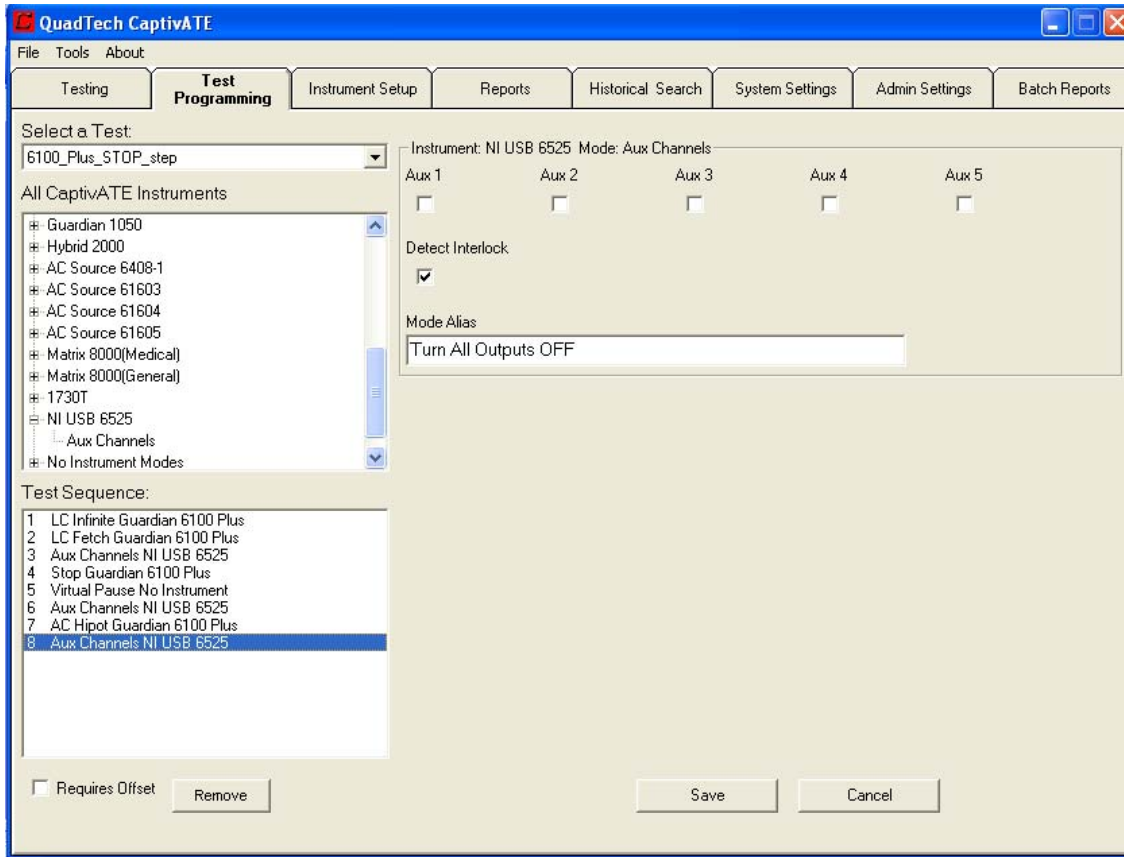 QuadTech CaptivATE
File Tools About
Testing
Test Programming
Instrument Setup
Reports
Historical Search
System Settings
Admin Settings
Batch Reports
Select a Test:
6100_Plus_STOP_step
All CaptivATE Instruments
Guardian 1050
Hybrid 2000
AC Source 6408-1
AC Source 61603
AC Source 61604
AC Source 61605
Matrix 8000(Medical)
Matrix 8000(General)
1730T
NI USB 6525
Aux Channels
No Instrument Modes
Test Sequence:
1 LC Infinite Guardian 6100 Plus
2 LC Fetch Guardian 6100 Plus
3 Aux Channels NI USB 6525
4 Stop Guardian 6100 Plus
5 Virtual Pause No Instrument
6 Aux Channels NI USB 6525
7 AC Hipot Guardian 6100 Plus
8 Aux Channels NI USB 6525
Requires Offset
Remove
Instrument: NI USB 6525 Mode: Aux Channels
Aux 1 Aux 2 Aux 3 Aux 4 Aux 5
Detect Interlock
Mode Alias
Turn All Outputs OFF
Save
Cancel